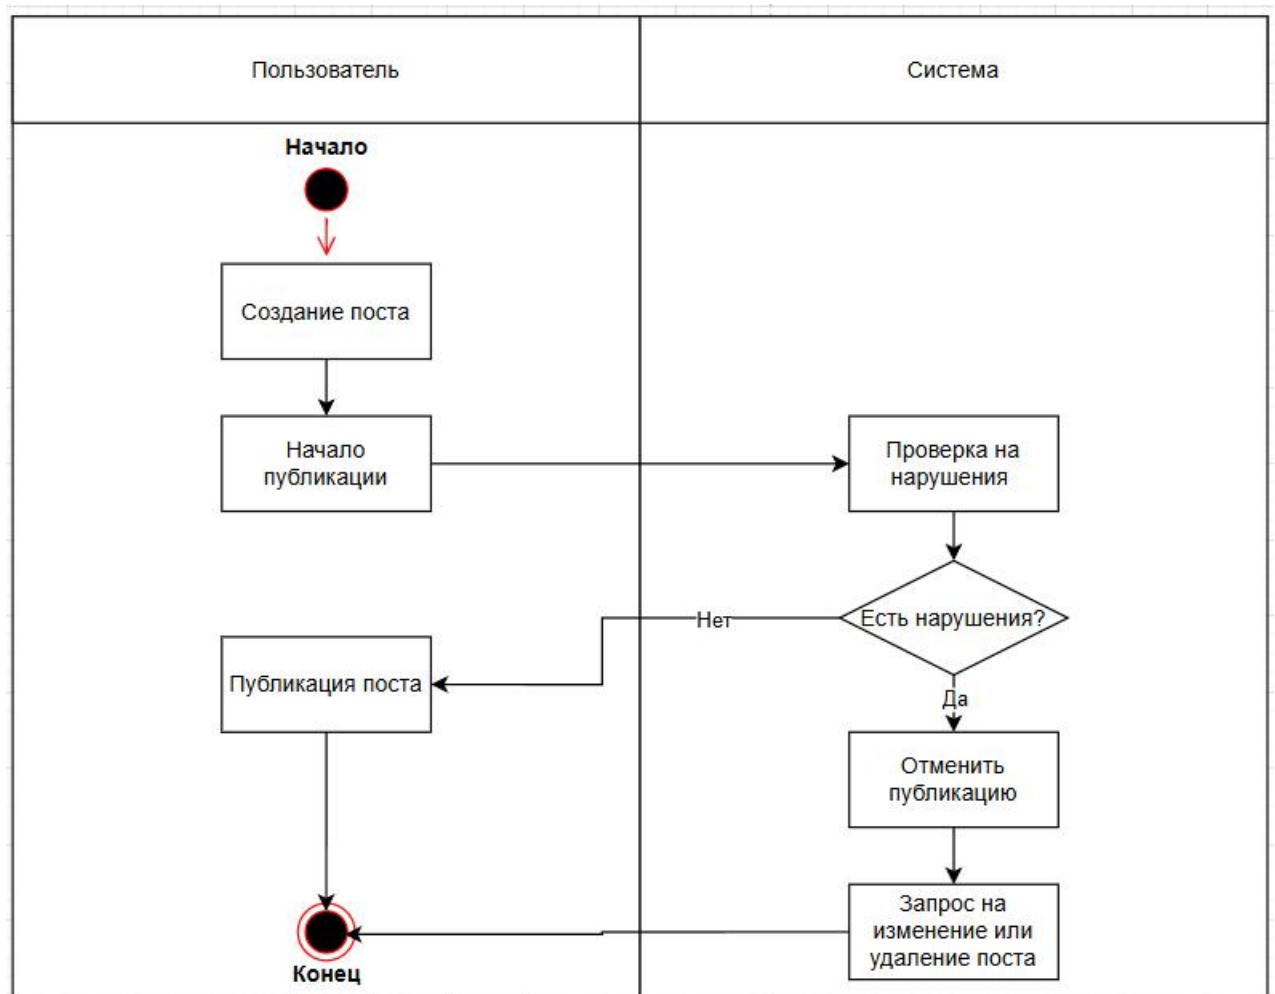 Пользователь
Система
Начало
Создание поста
Начало
публикации
Проверка на
нарушения
Есть нарушения?
Нет
Публикация поста
Да
Отменить
публикацию
Запрос на
изменение или
удаление поста
Конец